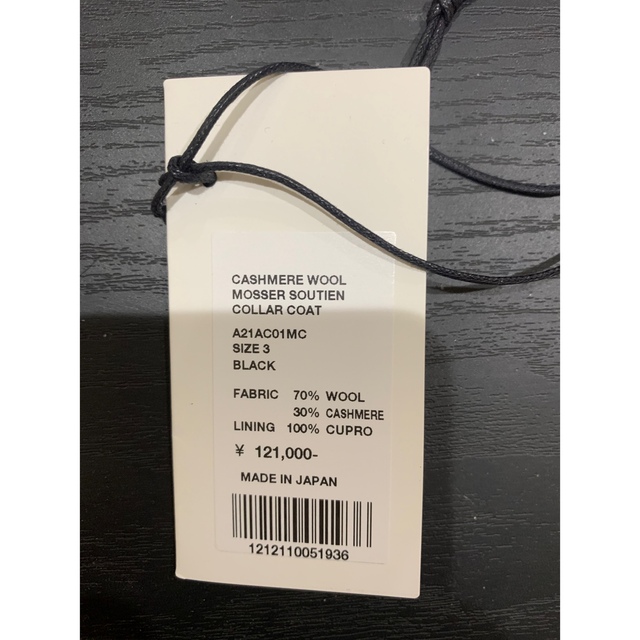 CASHMERE WOOL
MOSSER SOUTIEN
COLLAR COAT
A21AC01MC
SIZE 3
BLACK
FABRIC 70% WOOL
30% CASHMERE
LINING 100% CUPRO
¥ 121,000-
MADE IN JAPAN
1212110051936